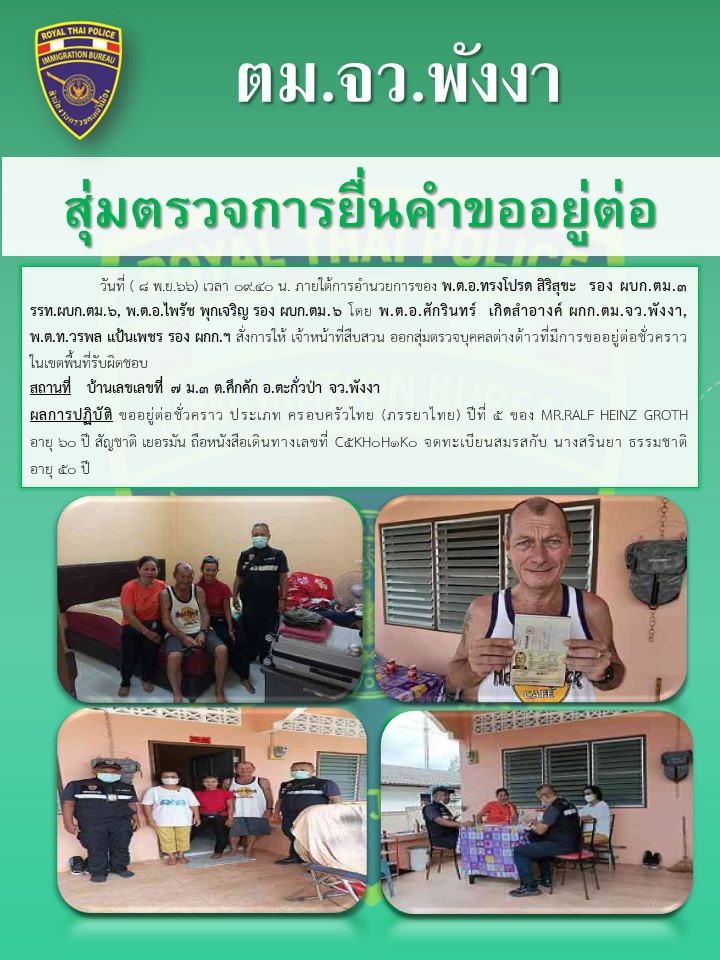 ROYAL THAI POLICE
IMMIGRATION BUREAU
สำนักงานตรวจคนเข้าเมือง
ตม.จว.พังงา
สุ่มตรวจการยื่นคำขออยู่ต่อ
วันที่ ( ๘ พ.ย.๖๖) เวลา ๐๙.๔๐ น. ภายใต้การอำนวยการของ พ.ต.อ.ทรงโปรด สิริสุขะ รอง ผบก.ตม.๓
รรท.ผบก.ตม.๖, พ.ต.อ.ไพรัช พุกเจริญ รอง ผบก.ตม.๖ โดย พ.ต.อ.ศักรินทร์ เกิดสำอางค์ ผกก.ตม.จว.พังงา,
พ.ต.ท.วรพล แป้นเพชร รอง ผกก.ฯ สั่งการให้ เจ้าหน้าที่สืบสวน ออกสุ่มตรวจบุคคลต่างด้าวที่มีการขออยู่ต่อชั่วคราว
ในเขตพื้นที่รับผิดชอบ
สถานที่ บ้านเลขเลขที่ ๗ ม.๓ ต.คึกคัก อ.ตะกั่วป่า จว.พังงา
ผลการปฏิบัติ ขออยู่ต่อชั่วคราว ประเภท ครอบครัวไทย (ภรรยาไทย) ปีที่ ๕ ของ MR.RALF HEINZ GROTH
อายุ ๖๐ ปี สัญชาติ เยอรมัน ถือหนังสือเดินทางเลขที่ C๕KH๐H๑K๐ จดทะเบียนสมรสกับ นางสรินยา ธรรมชาติ
อายุ ๕๐ ปี
CAFE